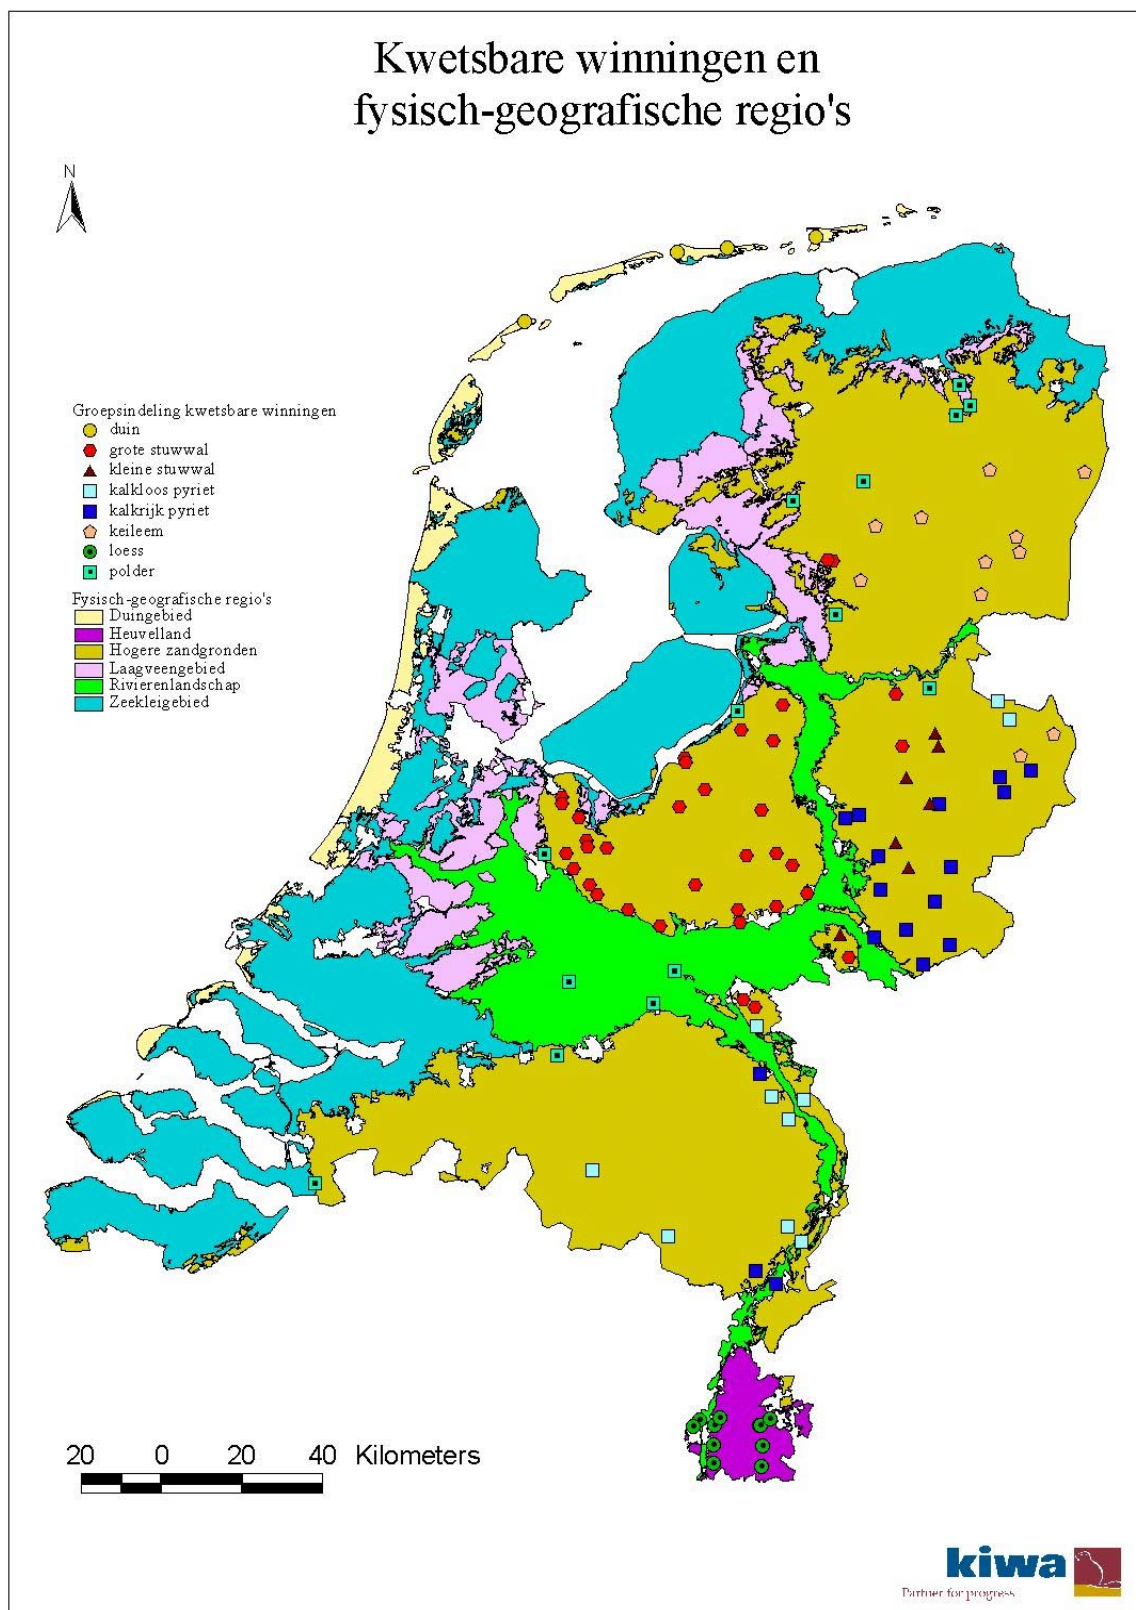 Kwetsbare winningen en
fysisch-geografische regio's
N
Groepsindeling kwetsbare winningen
duin
grote stuwwal
kleine stuwwal
kalkloos pyriet
kalkrijk pyriet
keileem
loess
polder
Fysisch-geografische regio's
Duingebied
Heuvelland
Hogere zandgronden
Laagveengebied
Rivierenlandschap
Zeekleigebied
20 0 20 40 Kilometers
kiwa
Partner for progress